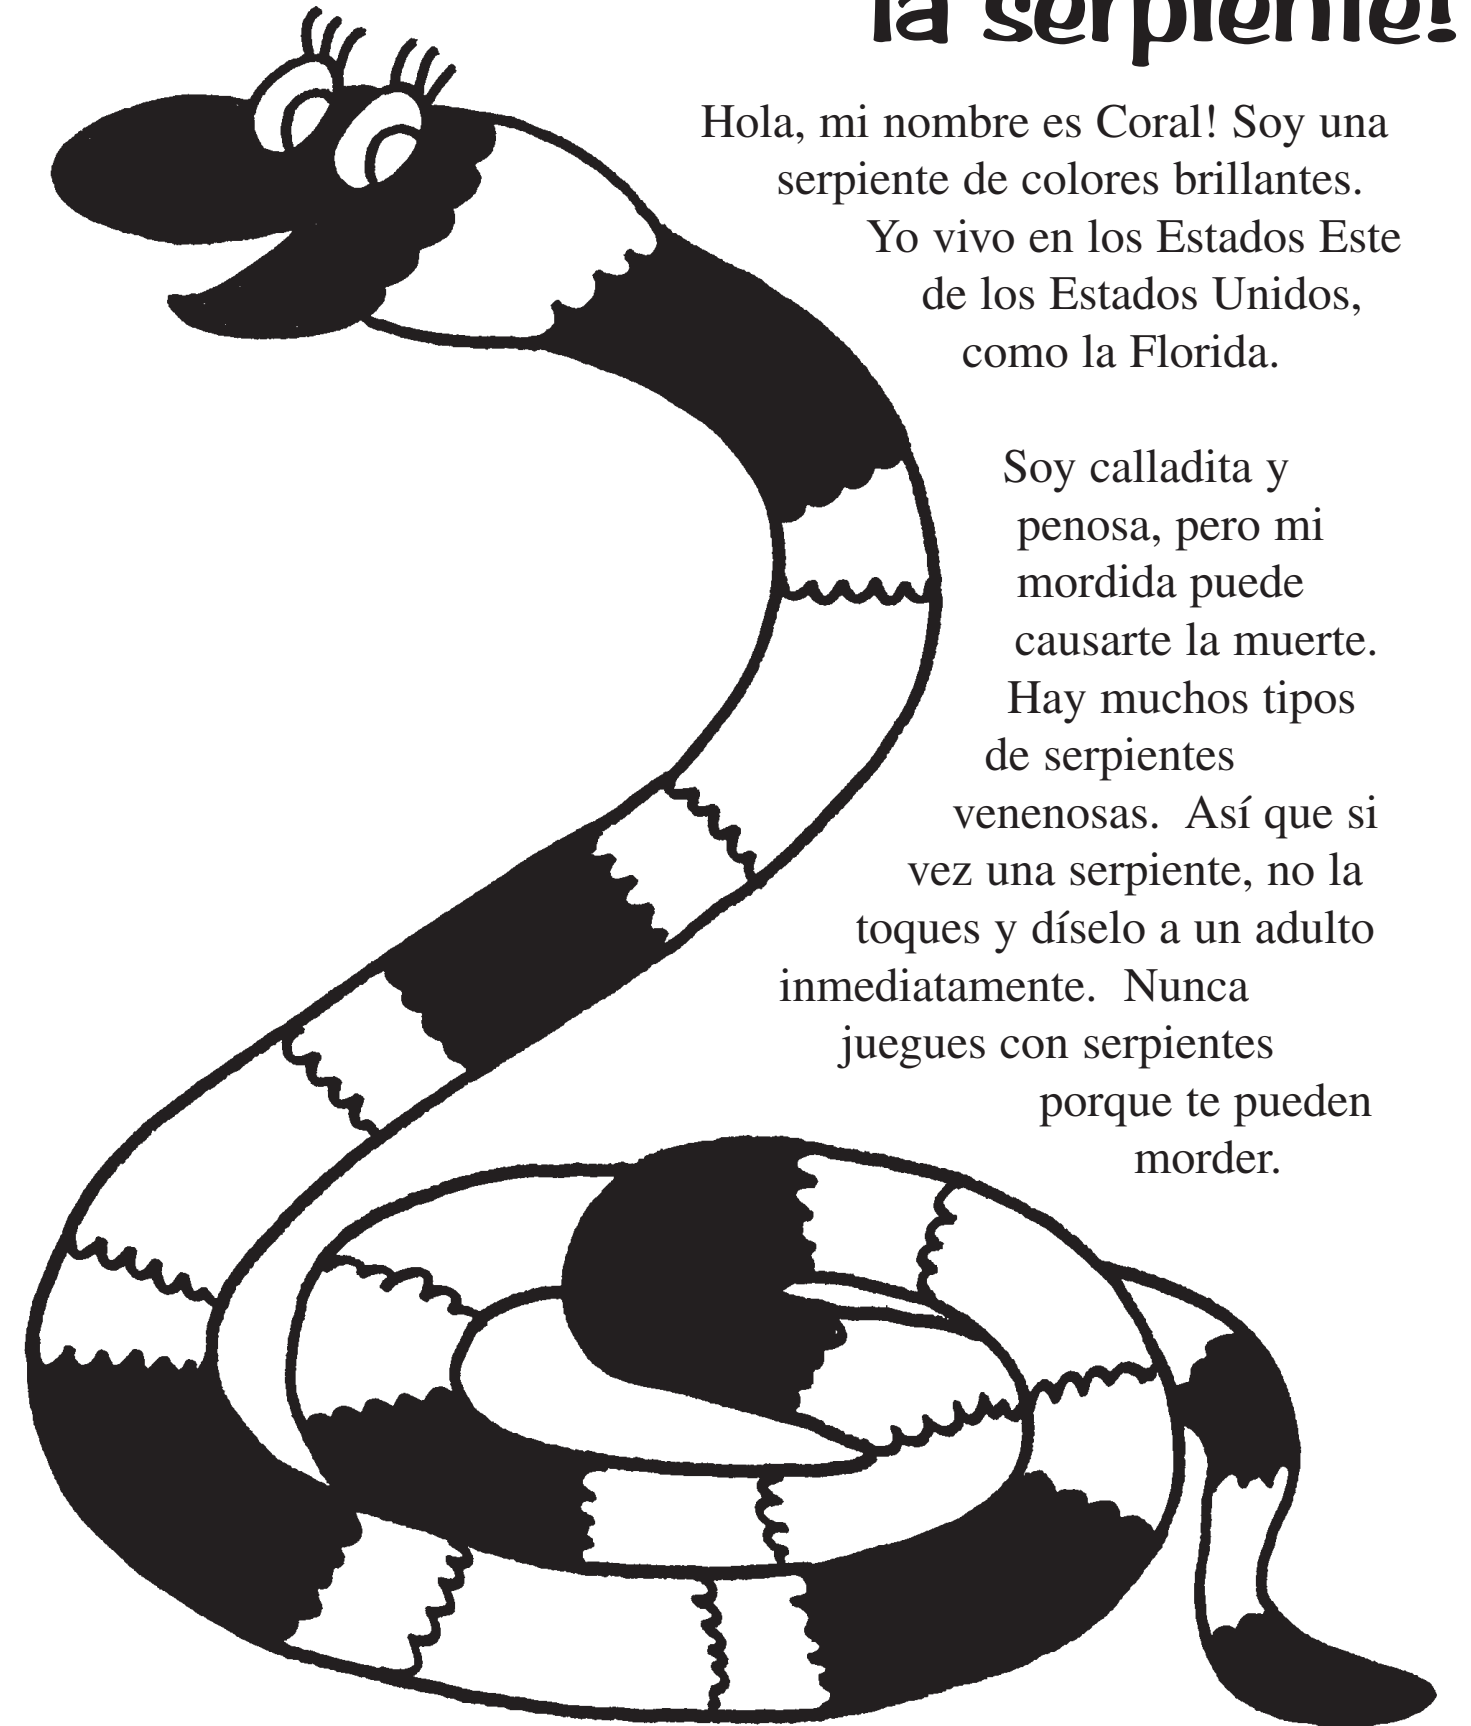 la serpiente!
Hola, mi nombre es Coral! Soy una
serpiente de colores brillantes.
Yo vivo en los Estados Este
de los Estados Unidos,
como la Florida.
Soy calladita y
penosa, pero mi
mordida puede
causarte la muerte.
Hay muchos tipos
de serpientes
venenosas.  Así que si
vez una serpiente, no la
toques y díselo a un adulto
inmediatamente.  Nunca
juegues con serpientes
porque te pueden
morder.